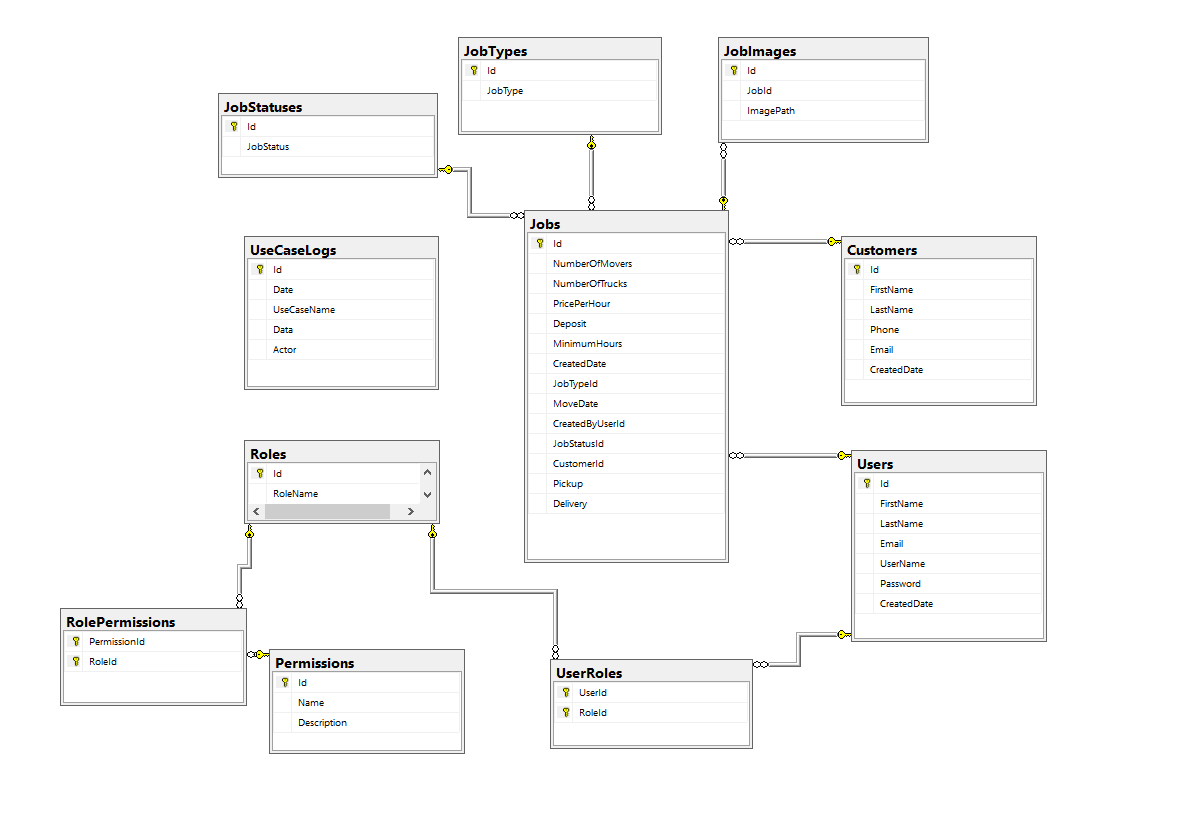 JobTypes
Id
JobType
JobImages
Id
JobId
ImagePath
JobStatuses
Id
JobStatus
Jobs
Id
NumberOfMovers
NumberOfTrucks
PricePerHour
Deposit
MinimumHours
CreatedDate
JobTypeId
MoveDate
CreatedByUserId
JobStatusId
CustomerId
Pickup
Delivery
UseCaseLogs
Id
Date
UseCaseName
Data
Actor
Customers
Id
FirstName
LastName
Phone
Email
CreatedDate
Roles
Id
RoleName
Users
Id
FirstName
LastName
Email
UserName
Password
CreatedDate
RolePermissions
PermissionId
RoleId
Permissions
Id
Name
Description
UserRoles
UserId
RoleId